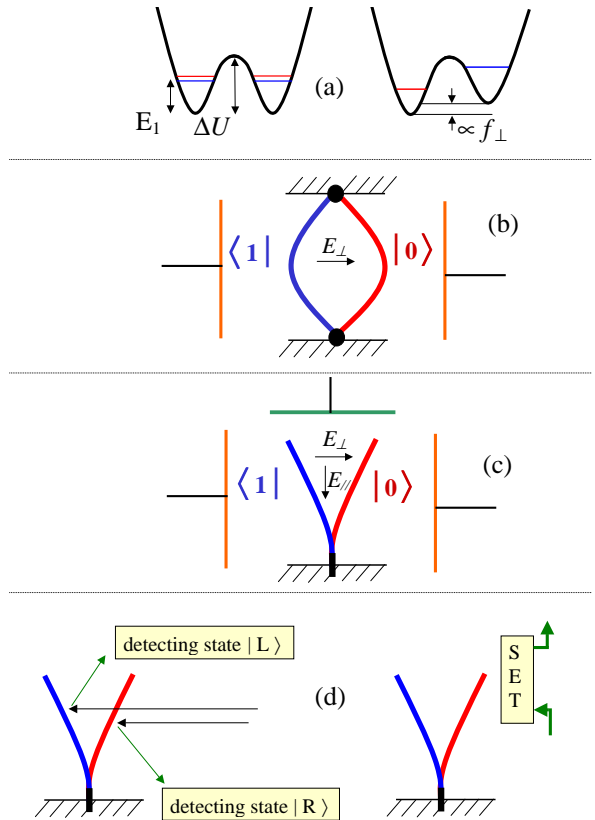 (a)
E₁
ΔU
∝ f⊥
(b)
⟨1|
E⊥
|0⟩
(c)
E⊥
⟨1|
E//
|0⟩
(d)
detecting state | L ⟩
S
E
T
detecting state | R ⟩